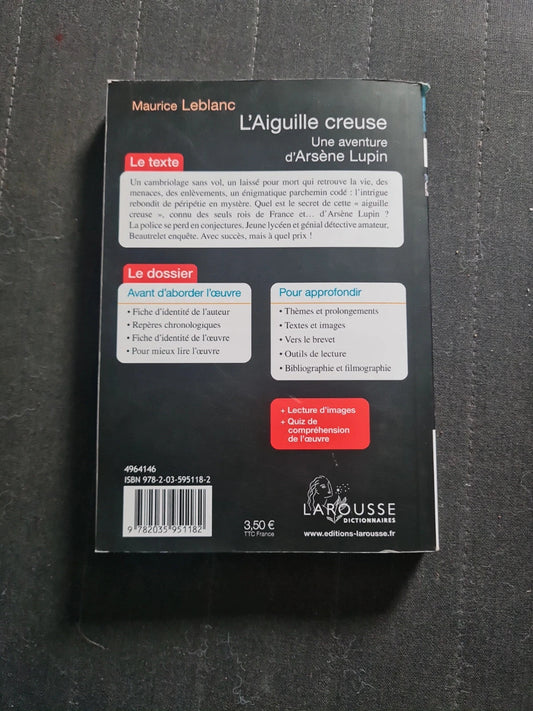 Maurice Leblanc
L'Aiguille creuse
Une aventure
d'Arsène Lupin
Le texte
Un cambriolage sans vol, un laissé pour mort qui retrouve la vie, des
menaces, des enlèvements, un énigmatique parchemin codé : l'intrigue
rebondit de péripétie en mystère. Quel est le secret de cette « aiguille
creuse », connu des seuls rois de France et… d'Arsène Lupin ?
La police se perd en conjectures. Jeune lycéen et génial détective amateur,
Beautrelet enquête. Avec succès, mais à quel prix !
Le dossier
Avant d'aborder l'œuvre
• Fiche d'identité de l'auteur
• Repères chronologiques
• Fiche d'identité de l'œuvre
• Pour mieux lire l'œuvre
Pour approfondir
• Thèmes et prolongements
• Textes et images
• Vers le brevet
• Outils de lecture
• Bibliographie et filmographie
+ Lecture d'images
+ Quiz de
compréhension
de l'œuvre
4964146
ISBN 978-2-03-595118-2
9 782035 951182
3,50 €
TTC France
LAROUSSE
DICTIONNAIRES
www.editions-larousse.fr